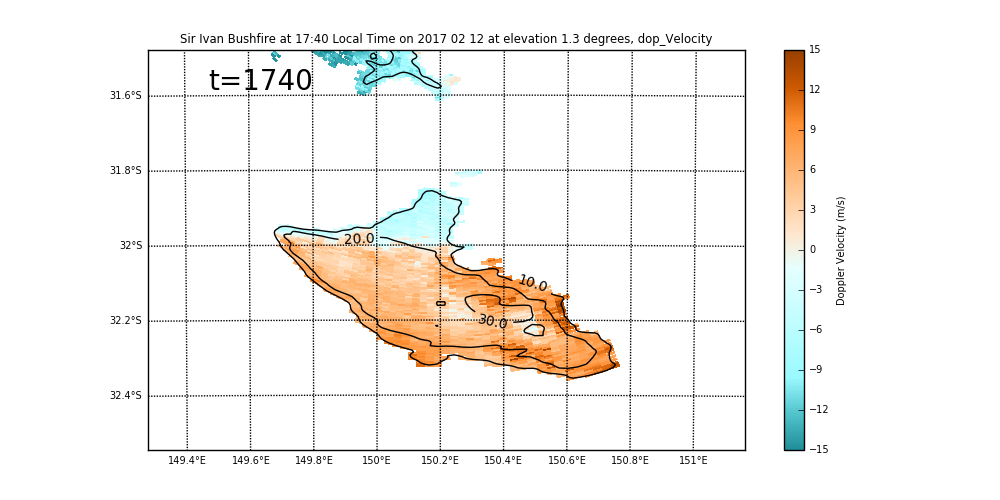 Sir Ivan Bushfire at 17:40 Local Time on 2017 02 12 at elevation 1.3 degrees, dop_Velocity
t=1740
31.6°S
31.8°S
32°S
32.2°S
32.4°S
20.0
10.0
30.0
149.4°E 149.6°E 149.8°E 150°E 150.2°E 150.4°E 150.6°E 150.8°E 151°E
15
12
9
6
3
0
−3
−6
−9
−12
−15
Doppler Velocity (m/s)